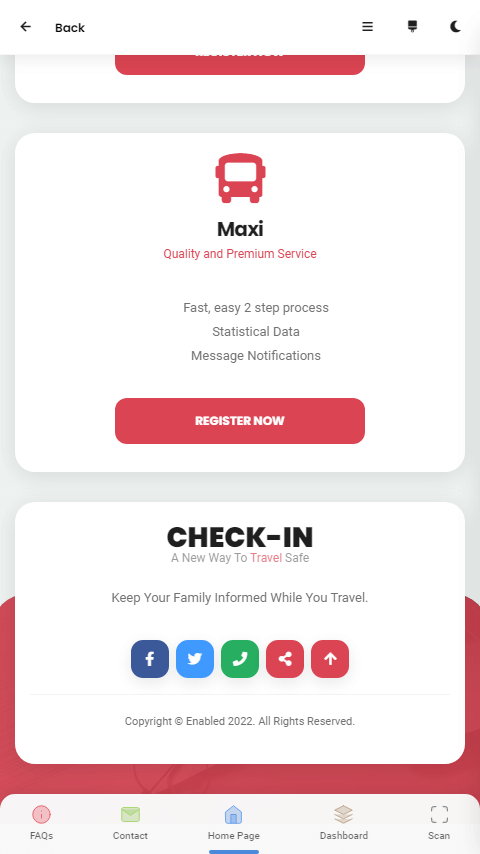 Back
REGISTER NOW
Maxi
Quality and Premium Service
Fast, easy 2 step process
Statistical Data
Message Notifications
REGISTER NOW
CHECK-IN
A New Way To Travel Safe
Keep Your Family Informed While You Travel.
Copyright © Enabled 2022. All Rights Reserved.
FAQs Contact Home Page Dashboard Scan